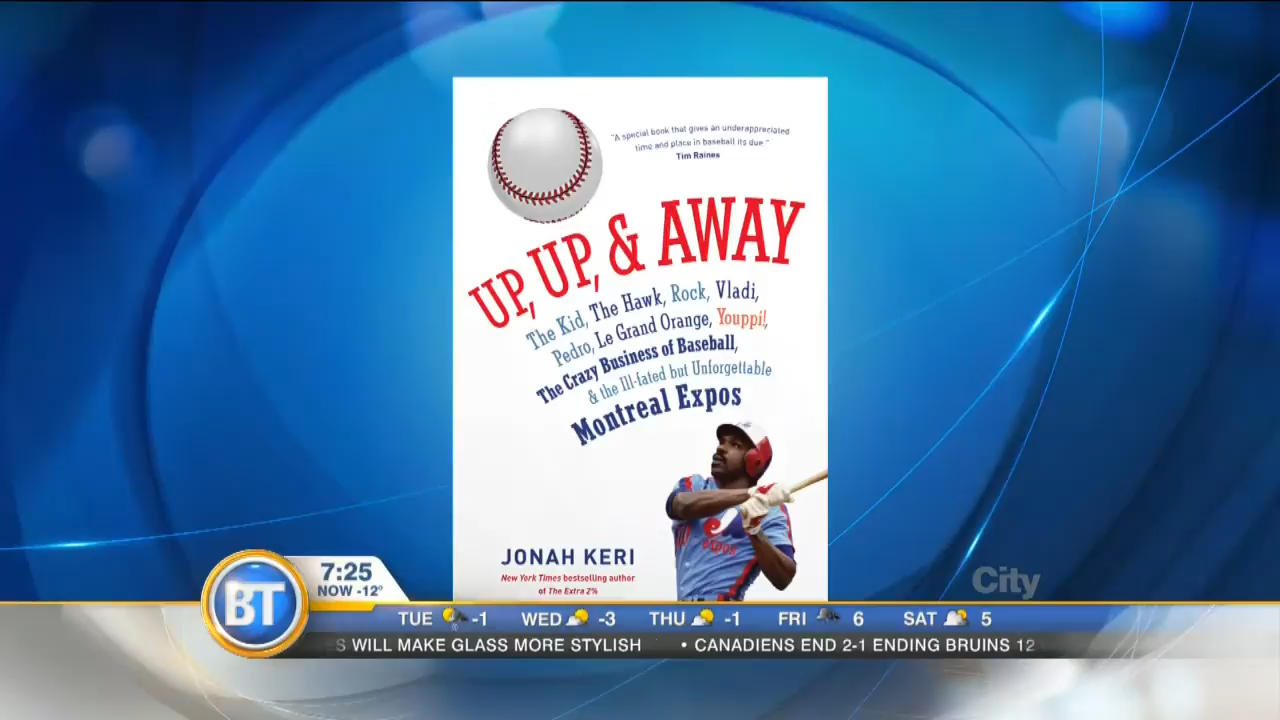 "A special book that gives an underappreciated
time and place in baseball its due."
Tim Raines
UP, UP, & AWAY
The Kid, The Hawk, Rock, Vladi,
Pedro, Le Grand Orange, Youppi!,
The Crazy Business of Baseball,
& the Ill-fated but Unforgettable
Montreal Expos
expos
JONAH KERI
New York Times bestselling author
of The Extra 2%
City
BT
7:25
NOW -12°
TUE -1 WED -3 THU -1 FRI 6 SAT 5
S WILL MAKE GLASS MORE STYLISH • CANADIENS END 2-1 ENDING BRUINS 12